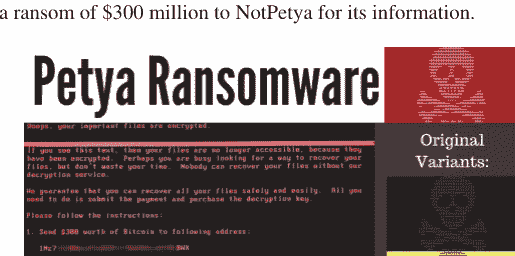 a ransom of $300 million to NotPetya for its information.
Petya Ransomware
Ooops, your important files are encrypted.
If you see this text, then your files are no longer accessible, because they
have been encrypted. Perhaps you are busy looking for a way to recover your
files, but don't waste your time. Nobody can recover your files without our
decryption service.
We guarantee that you can recover all your files safely and easily. All you
need to do is submit the payment and purchase the decryption key.
Please follow the instructions:
1. Send $300 worth of Bitcoin to following address:
Original
Variants: